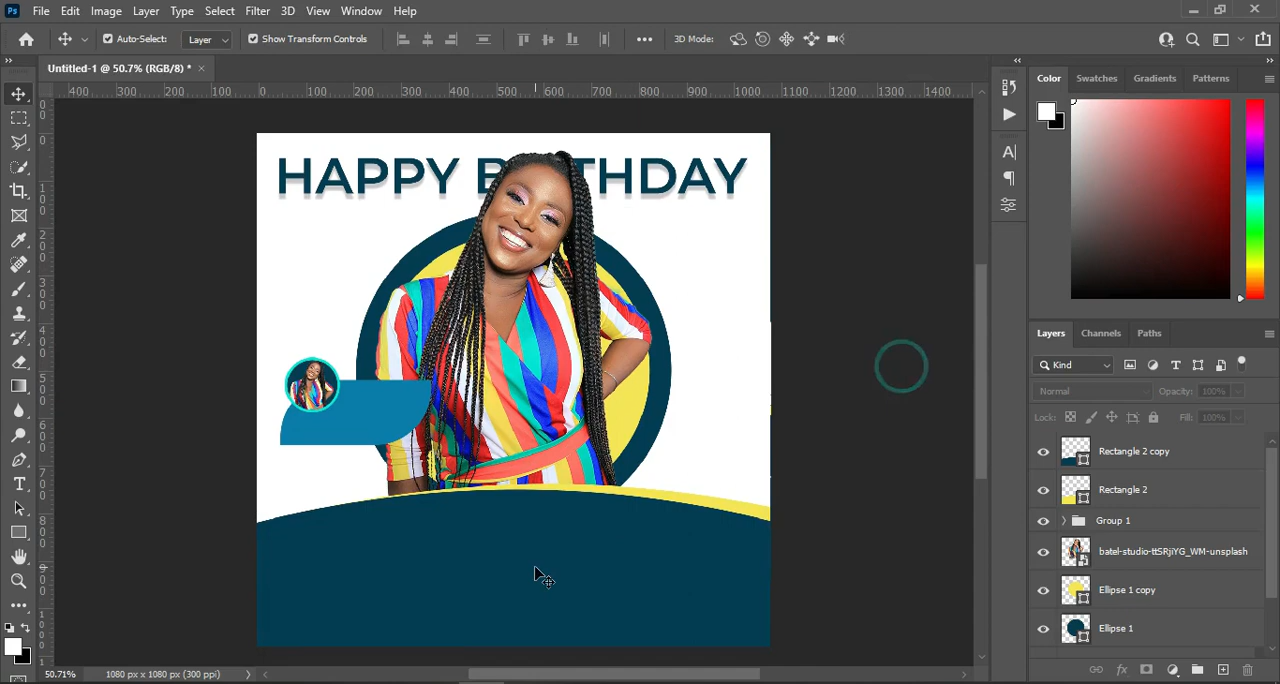 Ps File Edit Image Layer Type Select Filter 3D View Window Help
Auto-Select: Layer Show Transform Controls 3D Mode:
Untitled-1 @ 50.7% (RGB/8) * ×
400 300 200 100 0 100 200 300 400 500 600 700 800 900 1000 1100 1200 1300 1400
HAPPY B THDAY
Color Swatches Gradients Patterns
Layers Channels Paths
Kind
Normal Opacity: 100%
Lock: Fill: 100%
Rectangle 2 copy
Rectangle 2
Group 1
batel-studio-ttSRjiYG_WM-unsplash
Ellipse 1 copy
Ellipse 1
50.71% 1080 px x 1080 px (300 ppi)